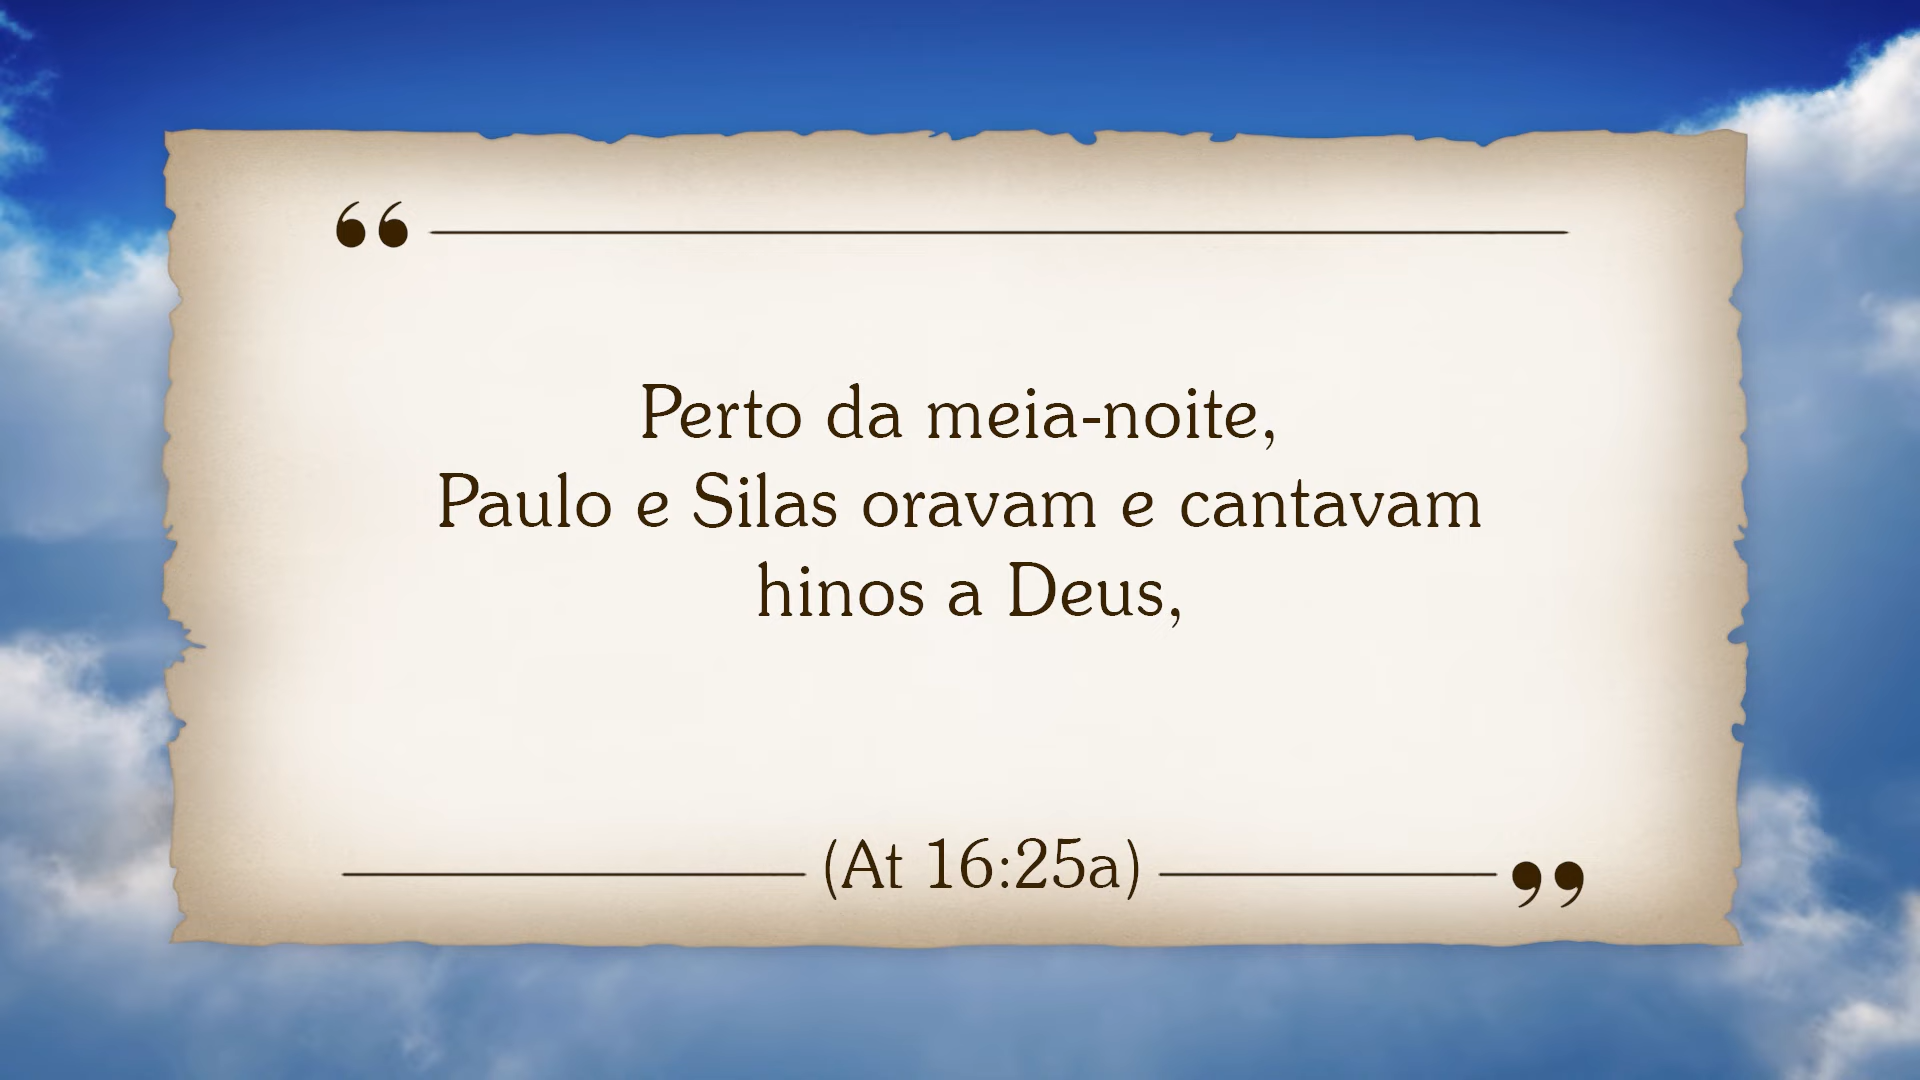 “
Perto da meia-noite,
Paulo e Silas oravam e cantavam
hinos a Deus,
(At 16:25a)
”